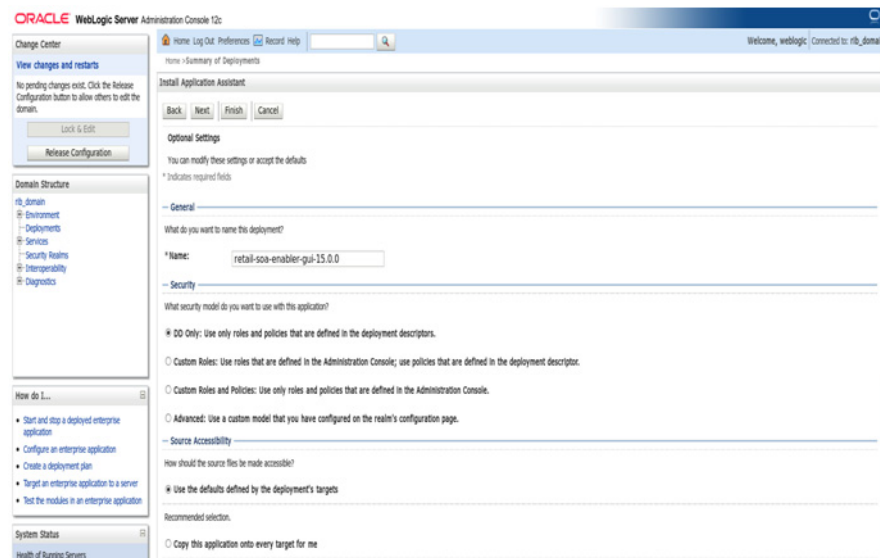 ORACLE WebLogic Server Administration Console 12c
Change Center
View changes and restarts
No pending changes exist. Click the Release
Configuration button to allow others to edit the
domain.
Lock & Edit
Release Configuration
Domain Structure
rib_domain
Environment
Deployments
Services
Security Realms
Interoperability
Diagnostics
How do I...
Start and stop a deployed enterprise
application
Configure an enterprise application
Create a deployment plan
Target an enterprise application to a server
Test the modules in an enterprise application
System Status
Health of Running Servers
Home Log Out Preferences Record Help
Welcome, weblogic Connected to: rib_domai
Home >Summary of Deployments
Install Application Assistant
Back Next Finish Cancel
Optional Settings
You can modify these settings or accept the defaults
* Indicates required fields
General
What do you want to name this deployment?
*Name: retail-soa-enabler-gui-15.0.0
Security
What security model do you want to use with this application?
DD Only: Use only roles and policies that are defined in the deployment descriptors.
Custom Roles: Use roles that are defined in the Administration Console; use policies that are defined in the deployment descriptor.
Custom Roles and Policies: Use only roles and policies that are defined in the Administration Console.
Advanced: Use a custom model that you have configured on the realm's configuration page.
Source Accessibility
How should the source files be made accessible?
Use the defaults defined by the deployment's targets
Recommended selection.
Copy this application onto every target for me